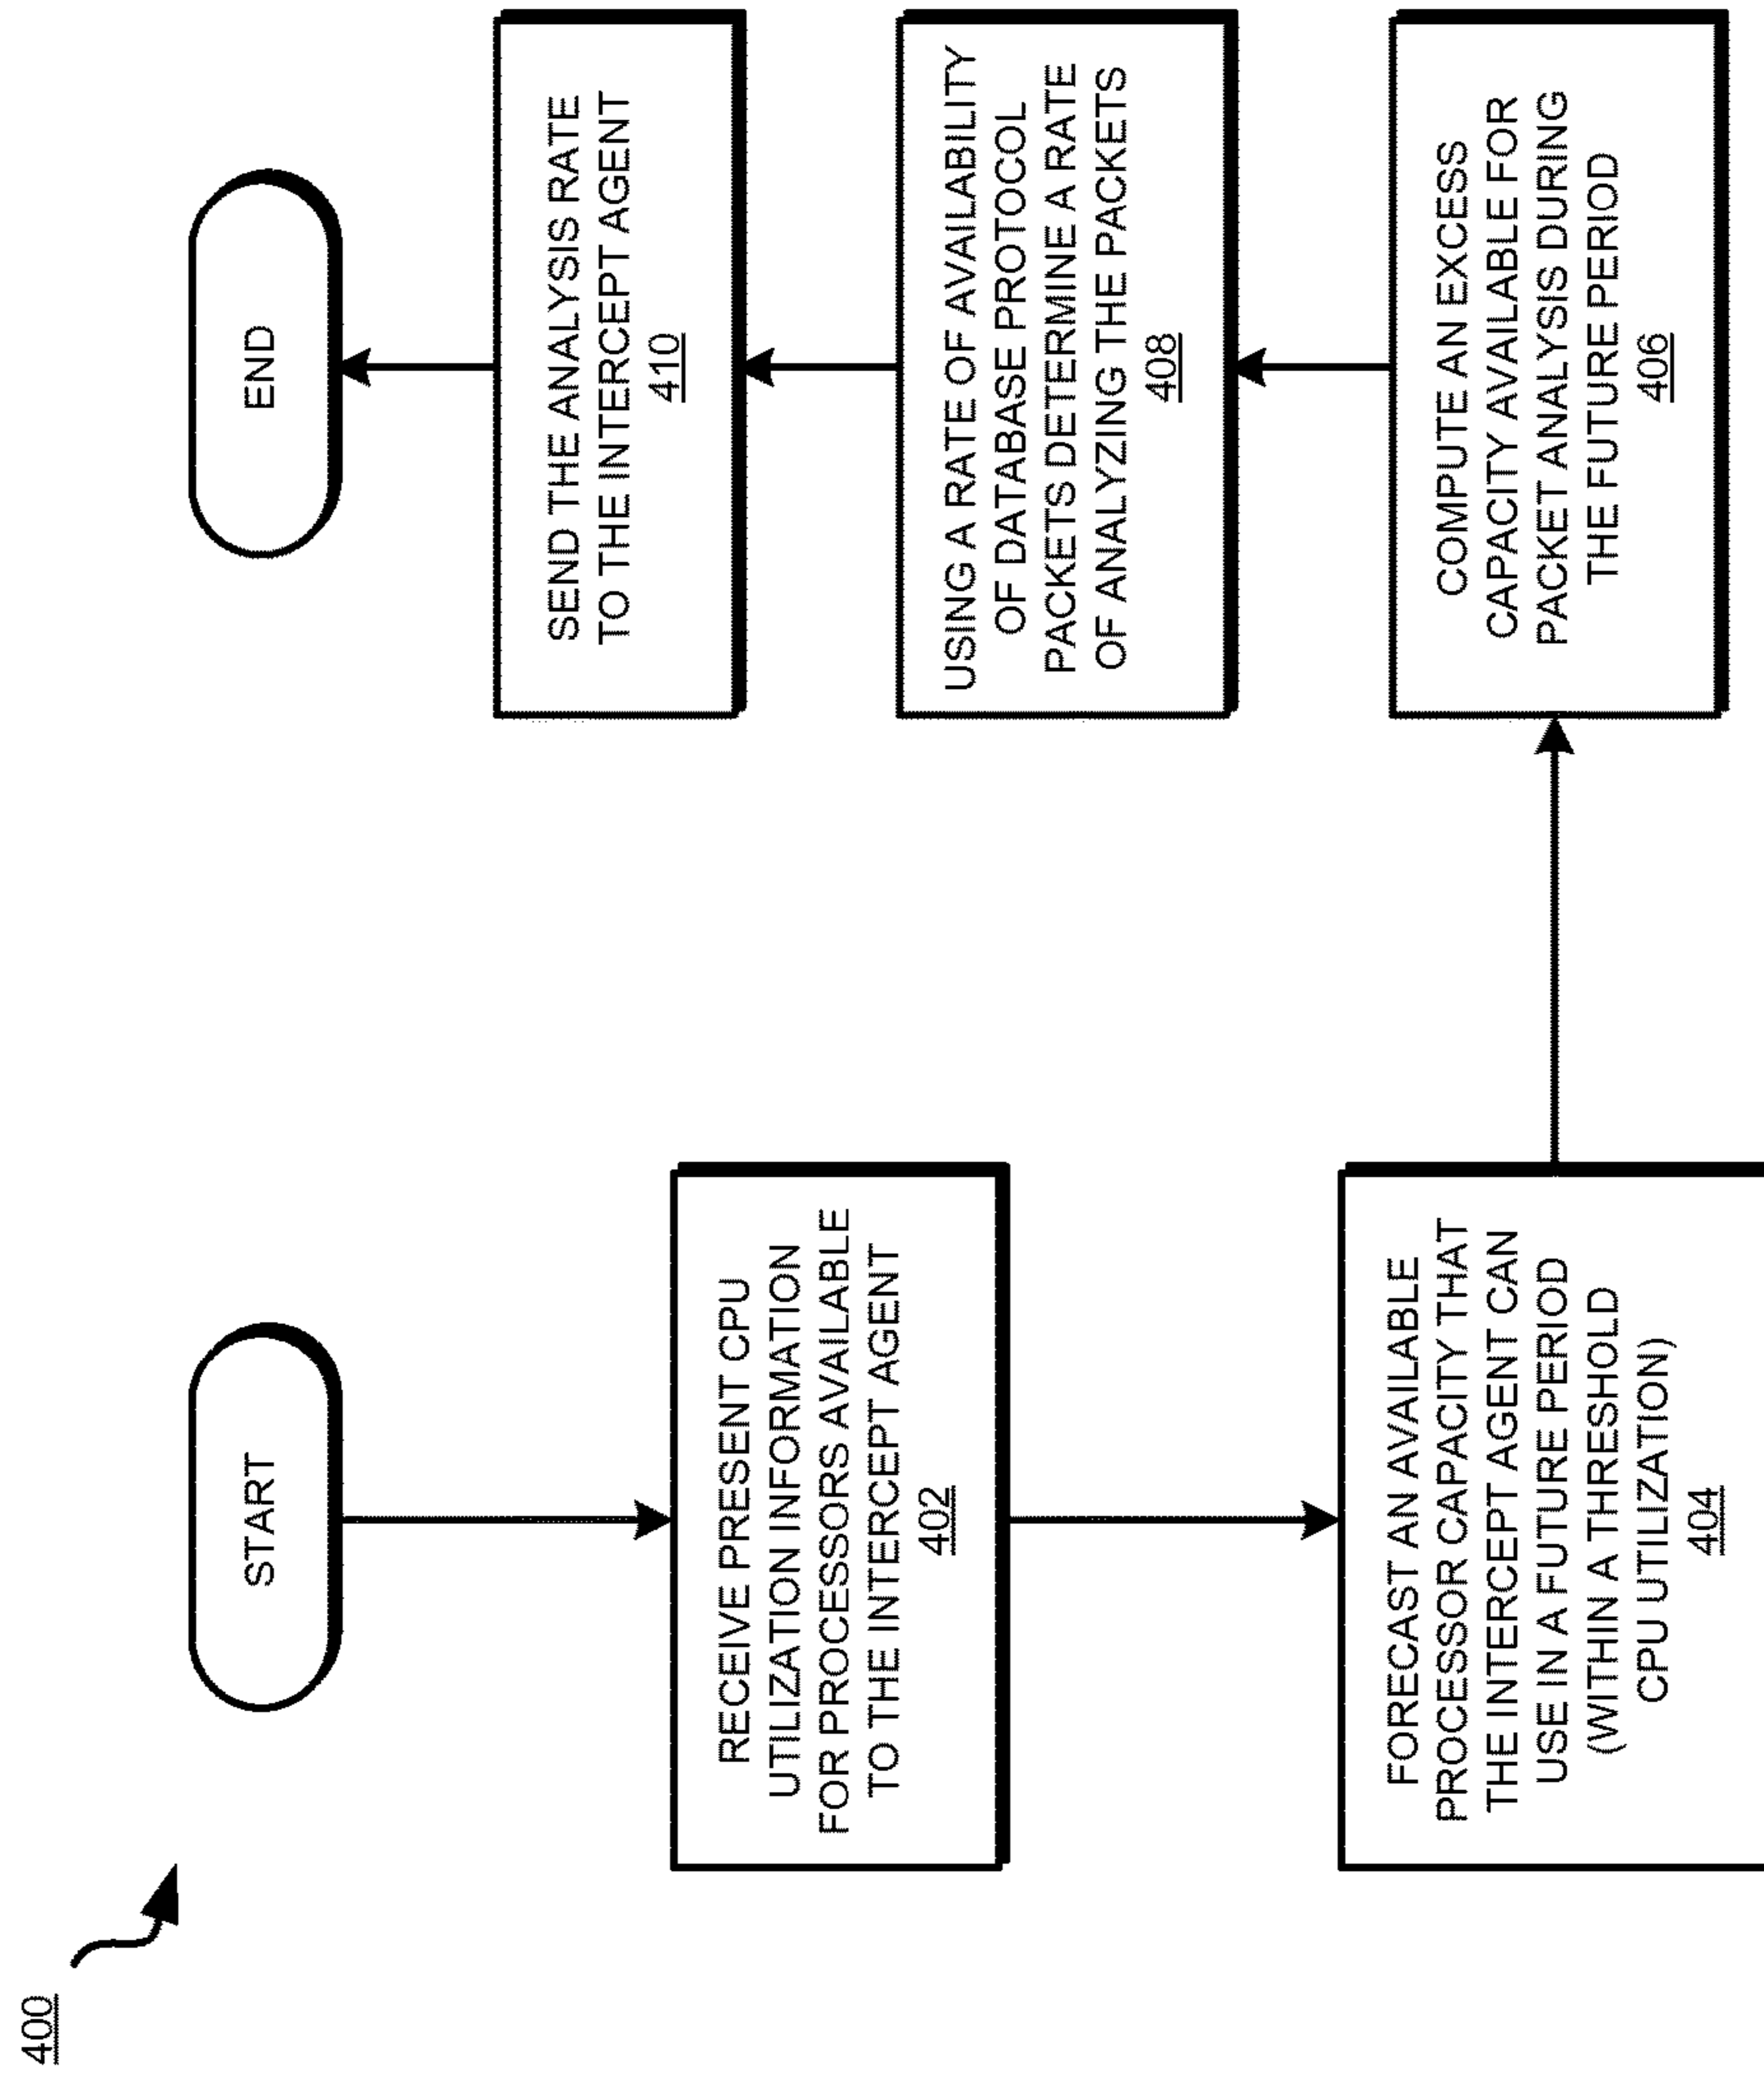 400
START
RECEIVE PRESENT CPU
UTILIZATION INFORMATION
FOR PROCESSORS AVAILABLE
TO THE INTERCEPT AGENT
402
FORECAST AN AVAILABLE
PROCESSOR CAPACITY THAT
THE INTERCEPT AGENT CAN
USE IN A FUTURE PERIOD
(WITHIN A THRESHOLD
CPU UTILIZATION)
404
COMPUTE AN EXCESS
CAPACITY AVAILABLE FOR
PACKET ANALYSIS DURING
THE FUTURE PERIOD
406
USING A RATE OF AVAILABILITY
OF DATABASE PROTOCOL
PACKETS DETERMINE A RATE
OF ANALYZING THE PACKETS
408
SEND THE ANALYSIS RATE
TO THE INTERCEPT AGENT
410
END